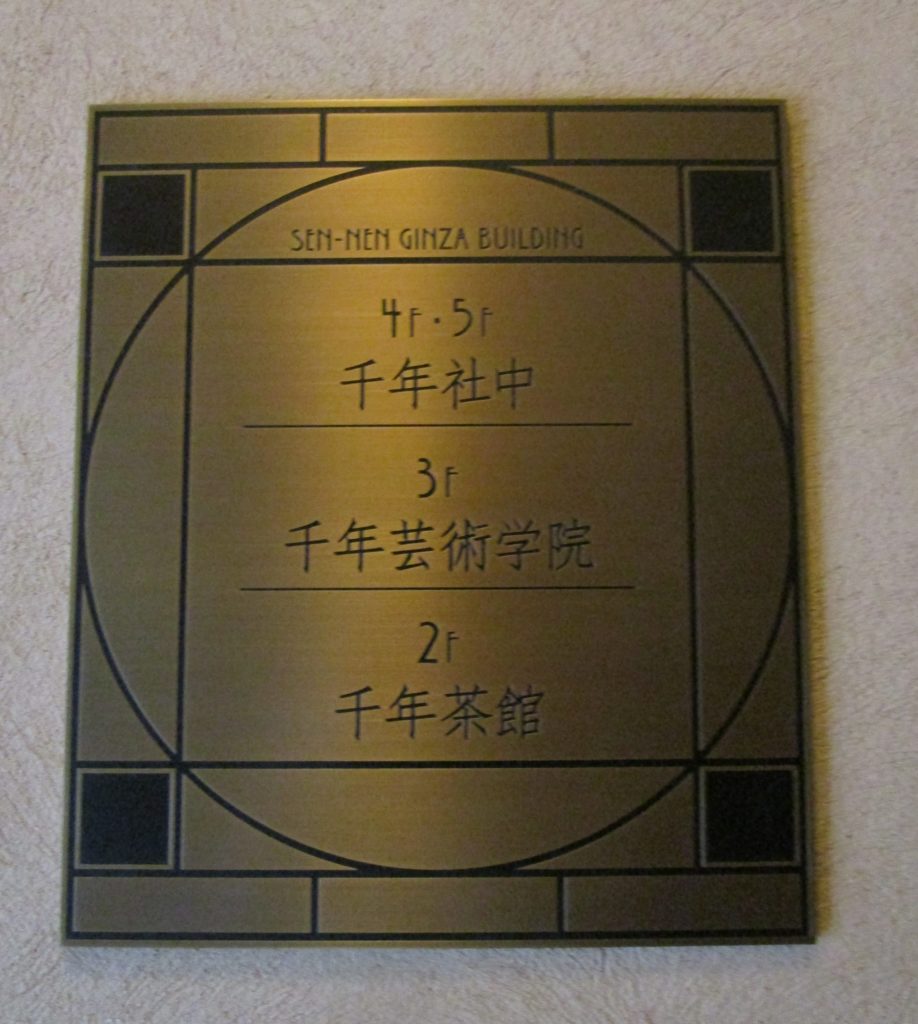 SEN-NEN GINZA BUILDING
4F・5F
千年社中
3F
千年芸術学院
2F
千年茶館